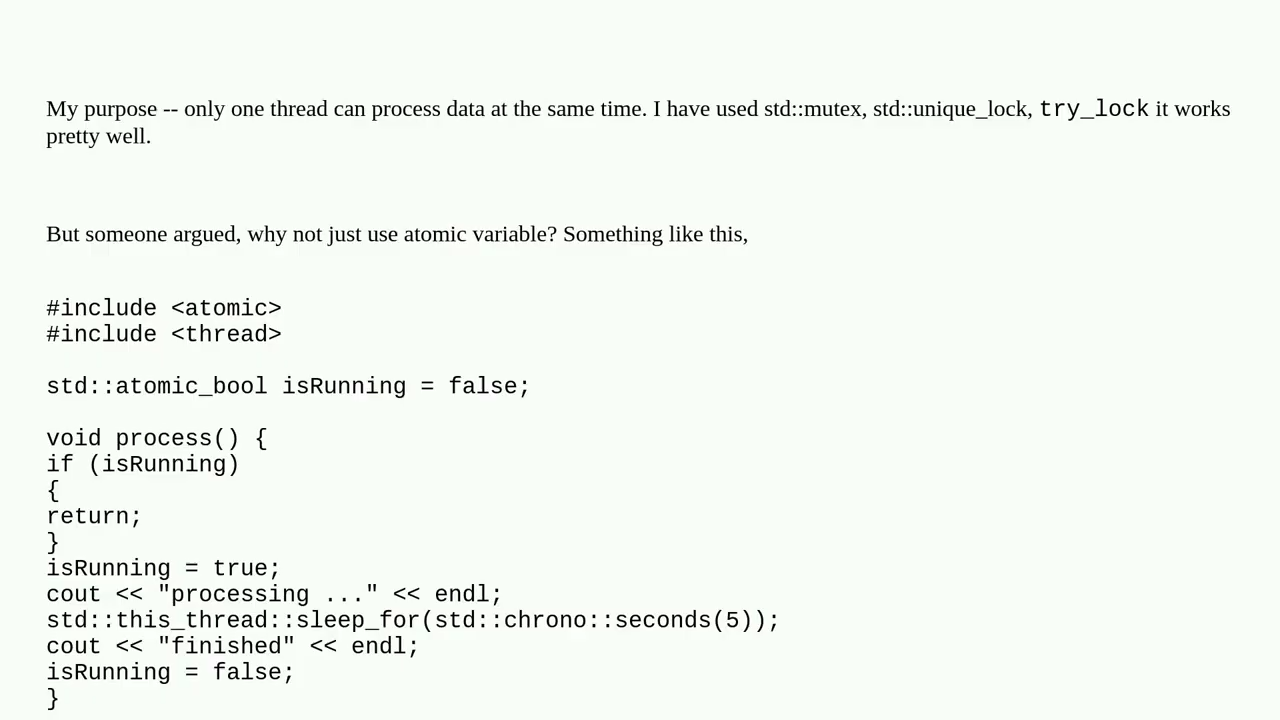 My purpose -- only one thread can process data at the same time. I have used std::mutex, std::unique_lock, try_lock it works
pretty well.
But someone argued, why not just use atomic variable? Something like this,
#include <atomic>
#include <thread>
std::atomic_bool isRunning = false;
void process() {
if (isRunning)
{
return;
}
isRunning = true;
cout << "processing ..." << endl;
std::this_thread::sleep_for(std::chrono::seconds(5));
cout << "finished" << endl;
isRunning = false;
}